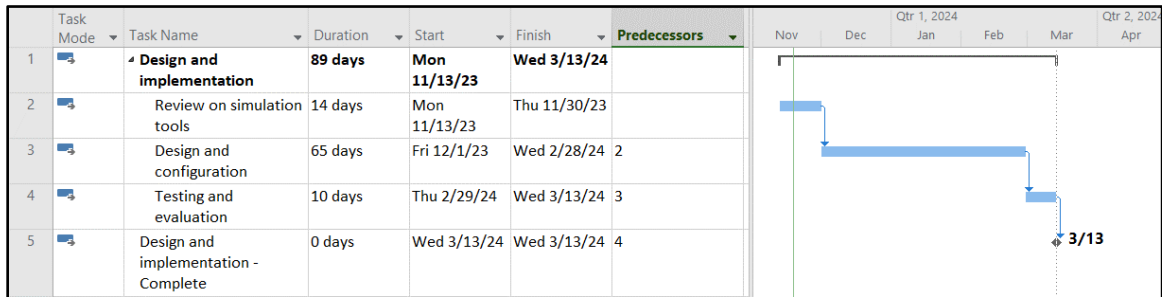 Task Mode Task Name Duration Start Finish Predecessors
Qtr 1, 2024 Qtr 2, 2024
Nov Dec Jan Feb Mar Apr
1 Design and implementation 89 days Mon 11/13/23 Wed 3/13/24
2 Review on simulation tools 14 days Mon 11/13/23 Thu 11/30/23
3 Design and configuration 65 days Fri 12/1/23 Wed 2/28/24 2
4 Testing and evaluation 10 days Thu 2/29/24 Wed 3/13/24 3
5 Design and implementation - Complete 0 days Wed 3/13/24 Wed 3/13/24 4
3/13